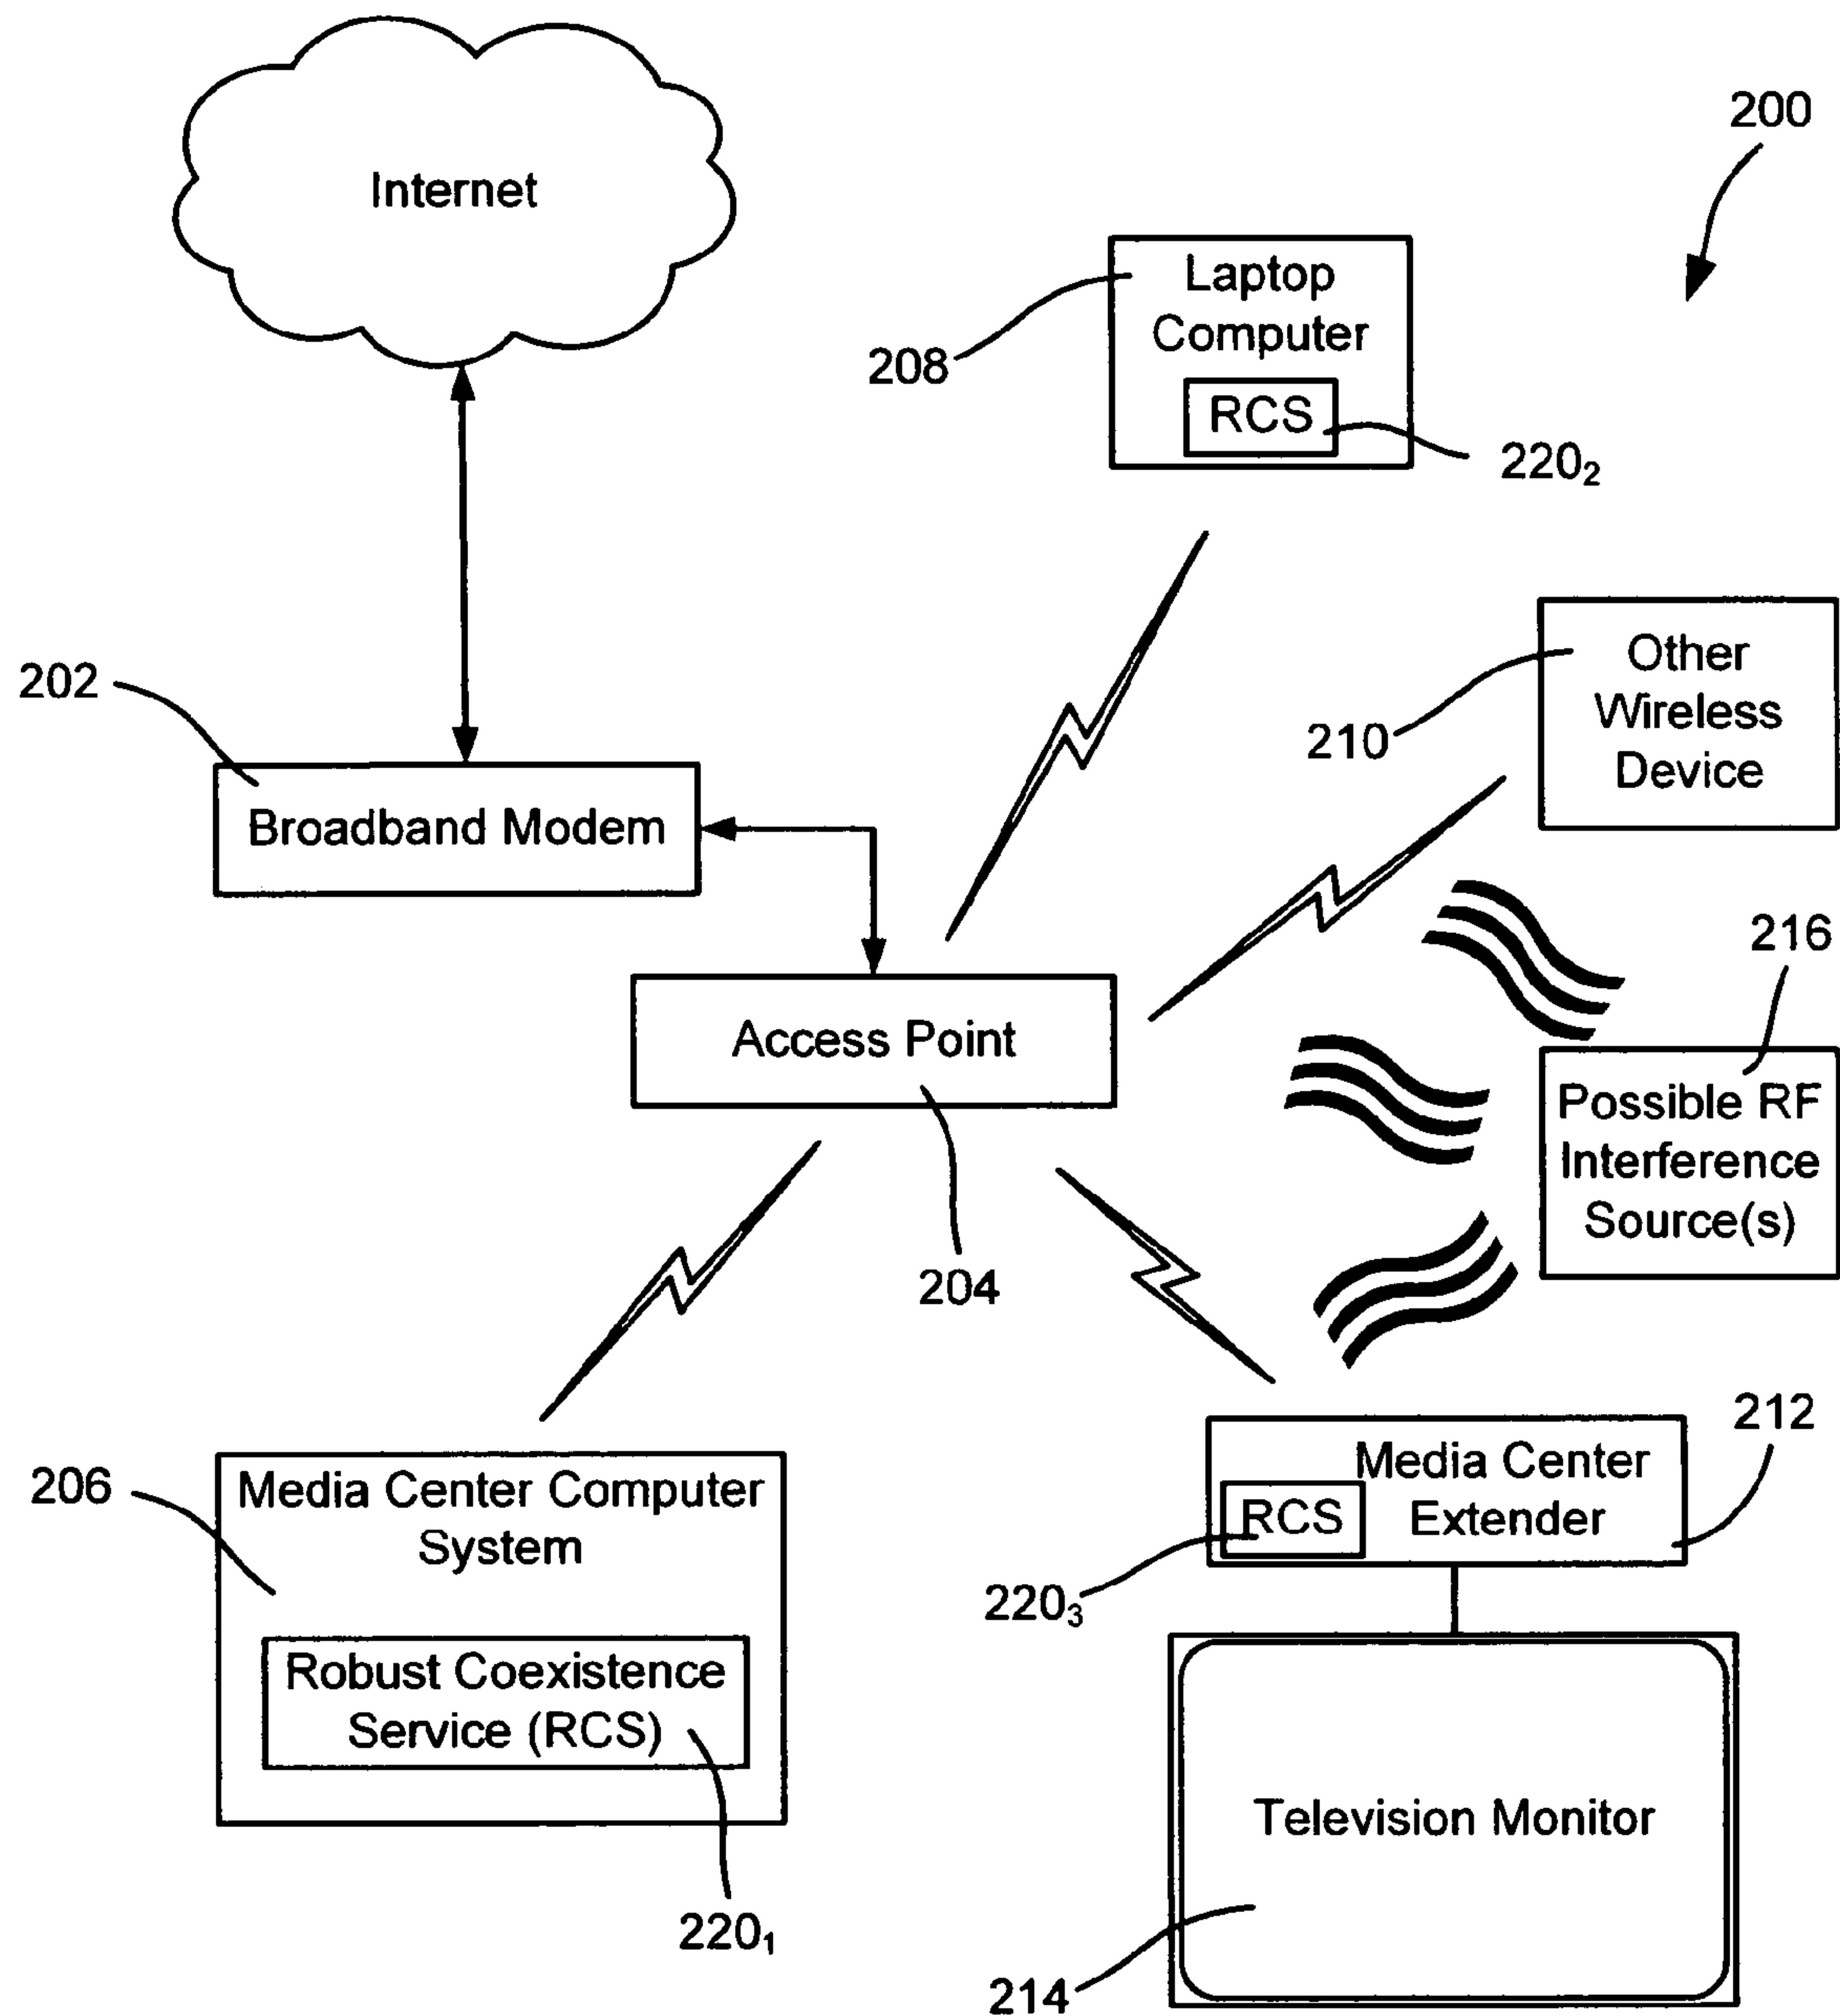 Internet
200
Laptop
Computer
208
RCS
220₂
202
Other
Wireless
Device
210
Broadband Modem
216
Access Point
Possible RF
Interference
Source(s)
204
212
206
Media Center Computer
System
Media Center
Extender
RCS
220₃
Robust Coexistence
Service (RCS)
Television Monitor
220₁
214